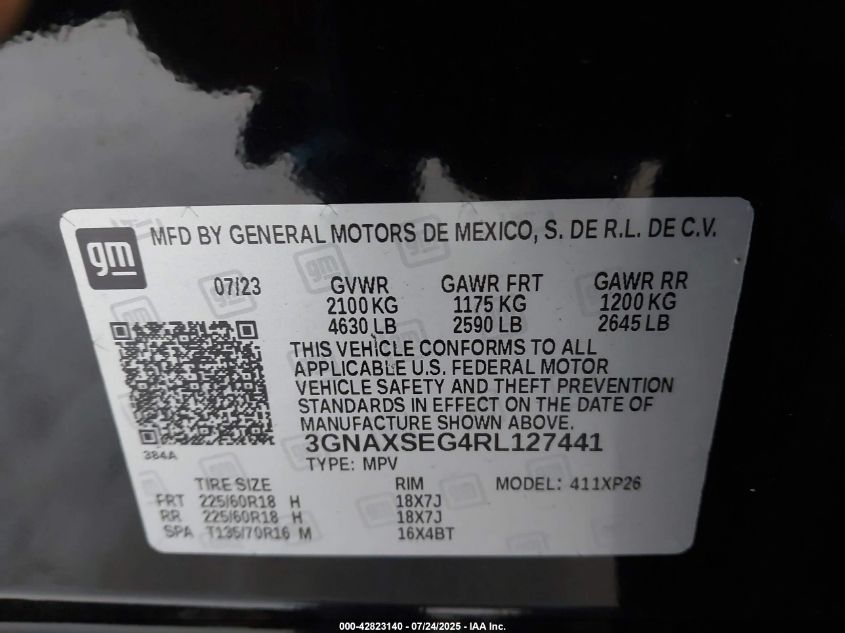 gm MFD BY GENERAL MOTORS DE MEXICO, S. DE R.L. DE C.V.
07/23 GVWR GAWR FRT GAWR RR
2100 KG 1175 KG 1200 KG
4630 LB 2590 LB 2645 LB
THIS VEHICLE CONFORMS TO ALL
APPLICABLE U.S. FEDERAL MOTOR
VEHICLE SAFETY AND THEFT PREVENTION
STANDARDS IN EFFECT ON THE DATE OF
MANUFACTURE SHOWN ABOVE.
384A 3GNAXSEG4RL127441
TYPE: MPV
TIRE SIZE RIM MODEL: 411XP26
FRT 225/60R18 H 18X7J
RR 225/60R18 H 18X7J
SPA T135/70R16 M 16X4BT
000-42823140 - 07/24/2025 - IAA Inc.